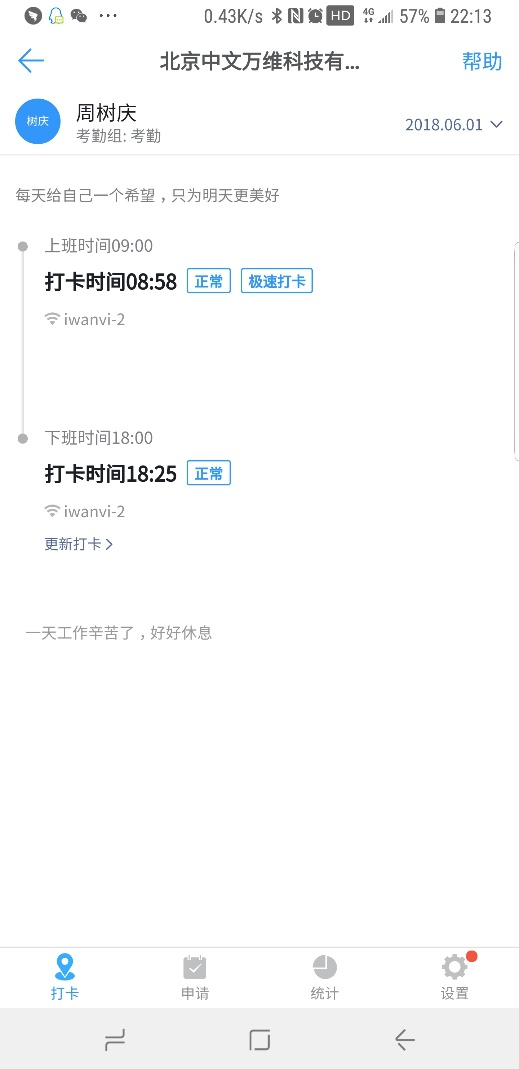 0.43K/s HD 4G 57% 22:13
北京中文万维科技有... 帮助
树庆
周树庆
考勤组: 考勤
2018.06.01
每天给自己一个希望，只为明天更美好
上班时间09:00
打卡时间08:58 正常 极速打卡
iwanvi-2
下班时间18:00
打卡时间18:25 正常
iwanvi-2
更新打卡
一天工作辛苦了，好好休息
打卡 申请 统计 设置